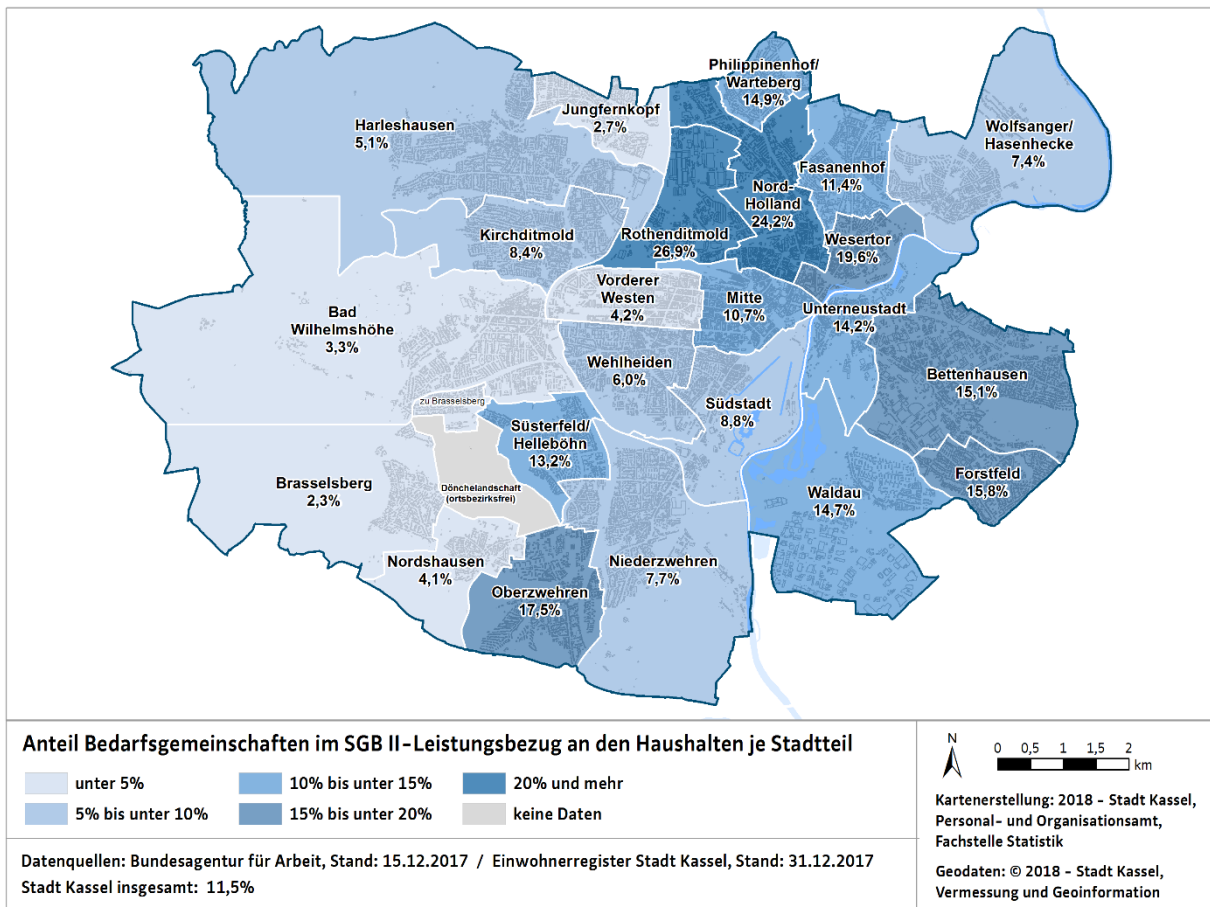 Philippinenhof/
Warteberg
14,9%
Jungfernkopf
2,7%
Harleshausen
5,1%
Wolfsanger/
Hasenhecke
7,4%
Fasanenhof
11,4%
Nord-
Holland
24,2%
Kirchditmold
8,4%
Rothenditmold
26,9%
Wesertor
19,6%
Vorderer
Westen
4,2%
Mitte
10,7%
Unterneustadt
14,2%
Bad
Wilhelmshöhe
3,3%
Wehlheiden
6,0%
Bettenhausen
15,1%
zu Brasselsberg
Südstadt
8,8%
Süsterfeld/
Helleböhn
13,2%
Brasselsberg
2,3%
Dönchelandschaft
(ortsbezirksfrei)
Forstfeld
15,8%
Waldau
14,7%
Nordshausen
4,1%
Niederzwehren
7,7%
Oberzwehren
17,5%
Anteil Bedarfsgemeinschaften im SGB II-Leistungsbezug an den Haushalten je Stadtteil
unter 5%
10% bis unter 15%
20% und mehr
5% bis unter 10%
15% bis unter 20%
keine Daten
Datenquellen: Bundesagentur für Arbeit, Stand: 15.12.2017 / Einwohnerregister Stadt Kassel, Stand: 31.12.2017
Stadt Kassel insgesamt: 11,5%
N
0 0,5 1 1,5 2
km
Kartenerstellung: 2018 - Stadt Kassel,
Personal- und Organisationsamt,
Fachstelle Statistik
Geodaten: © 2018 - Stadt Kassel,
Vermessung und Geoinformation